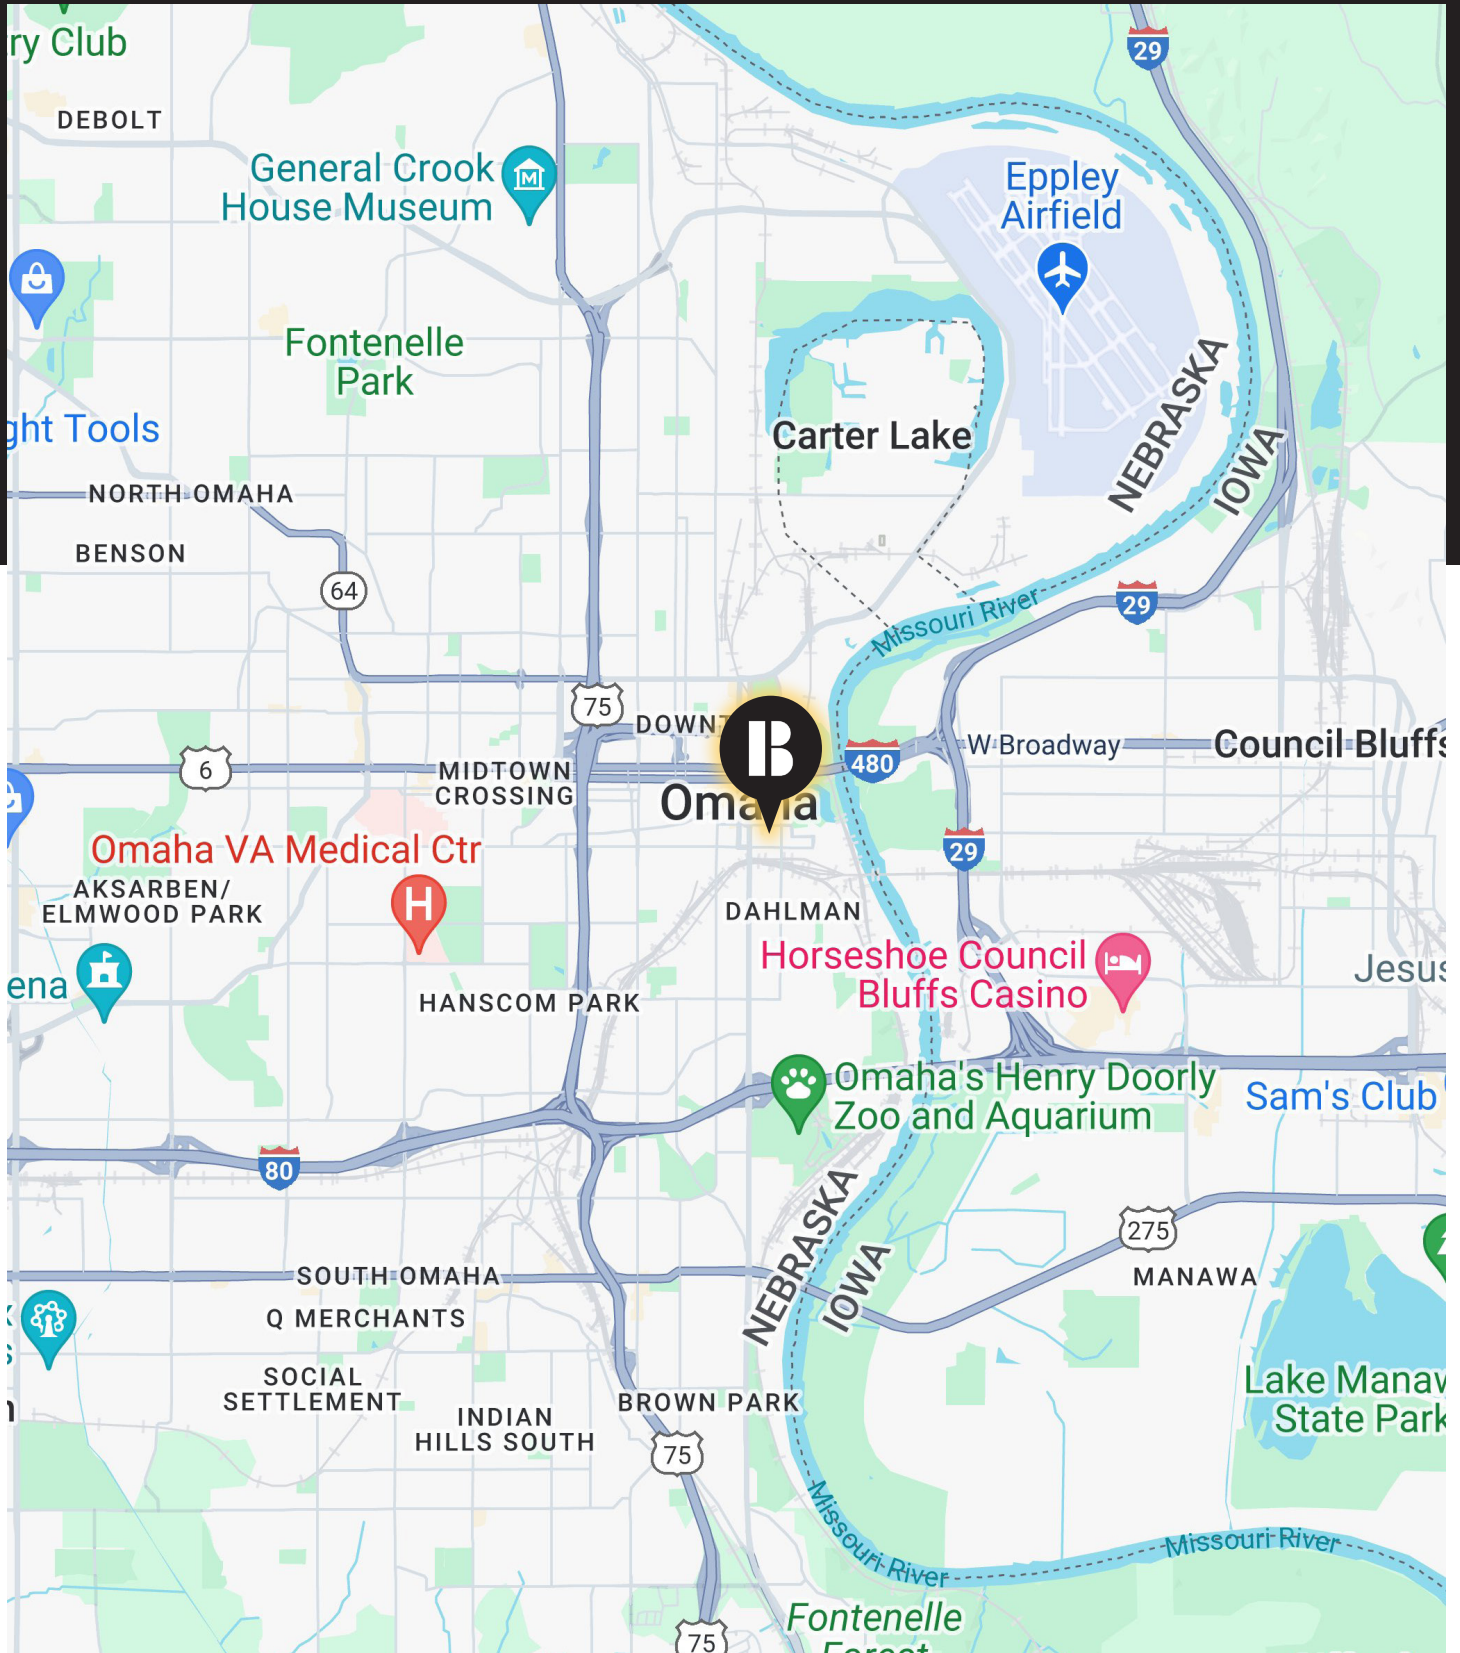 ry Club
29
DEBOLT
General Crook
House Museum
M
Eppley
Airfield
Fontenelle
Park
NEBRASKA
IOWA
ght Tools
Carter Lake
NORTH OMAHA
BENSON
64
29
Missouri River
75
DOWNT
B
6
MIDTOWN
CROSSING
480
W Broadway
Council Bluffs
Omaha
Omaha VA Medical Ctr
29
AKSARBEN/
ELMWOOD PARK
H
DAHLMAN
Horseshoe Council
Bluffs Casino
Jesus
ena
HANSCOM PARK
Omaha's Henry Doorly
Zoo and Aquarium
Sam's Club
80
NEBRASKA
IOWA
275
SOUTH OMAHA
MANAWA
Q MERCHANTS
SOCIAL
SETTLEMENT
Lake Manaw
State Park
BROWN PARK
INDIAN
HILLS SOUTH
75
Missouri River
Missouri River
Fontenelle
Forest
75